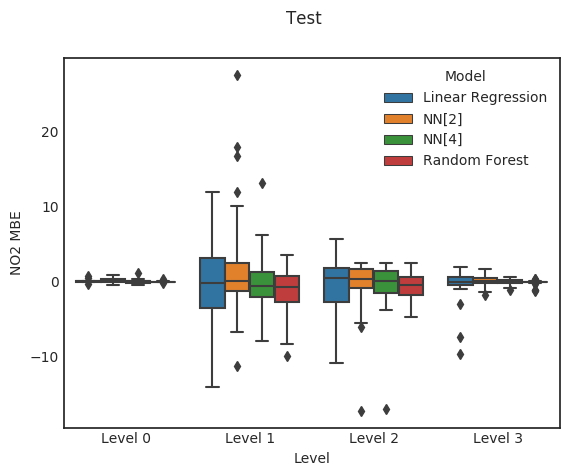 Test
Model
Linear Regression
NN[2]
NN[4]
Random Forest
20
10
0
−10
NO2 MBE
Level 0 Level 1 Level 2 Level 3
Level